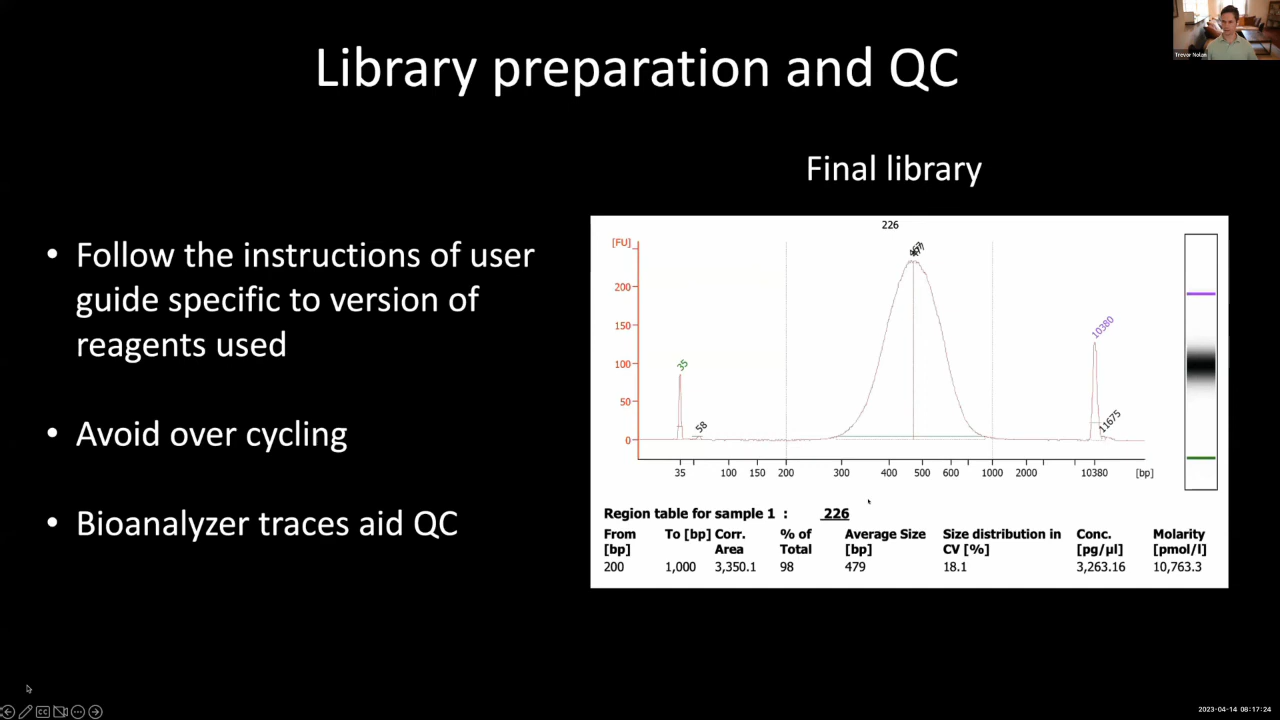 Library preparation and QC
Trevor Nolan
Final library
• Follow the instructions of user
guide specific to version of
reagents used
• Avoid over cycling
• Bioanalyzer traces aid QC
226
[FU]
200
150
100
50
0
35
58
10380
11675
35 100 150 200 300 400 500 600 1000 2000 10380 [bp]
Region table for sample 1 : 226
From To [bp] Corr. % of Average Size Size distribution in Conc. Molarity
[bp] Area Total [bp] CV [%] [pg/µl] [pmol/l]
200 1,000 3,350.1 98 479 18.1 3,263.16 10,763.3
CC
2023-04-14 08:17:24